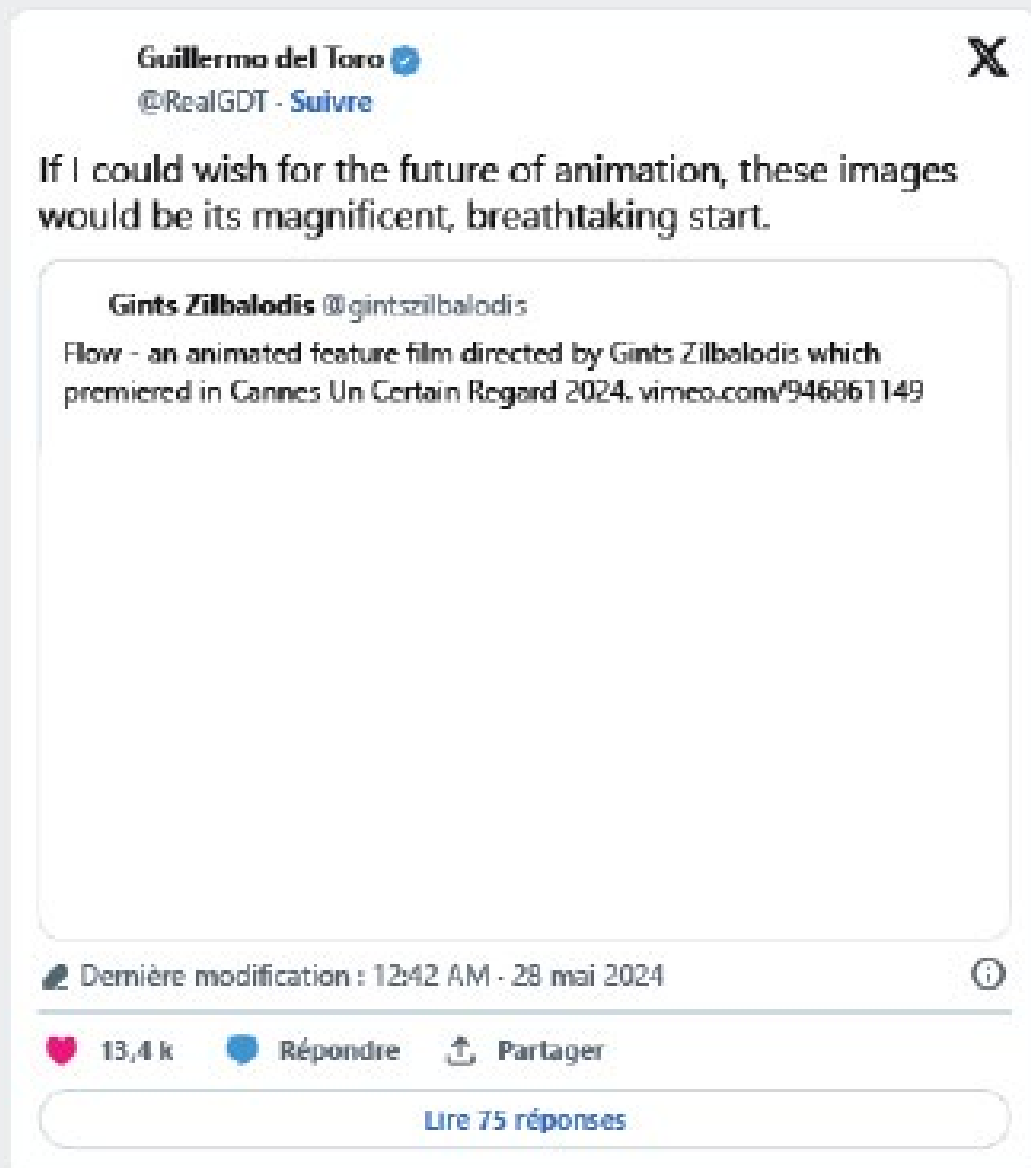 Guillermo del Toro
@RealGDT · Suivre
If I could wish for the future of animation, these images
would be its magnificent, breathtaking start.
Gints Zilbalodis @gintszilbalodis
Flow - an animated feature film directed by Gints Zilbalodis which
premiered in Cannes Un Certain Regard 2024. vimeo.com/946861149
Dernière modification : 12:42 AM · 28 mai 2024
13,4 k Répondre Partager
Lire 75 réponses